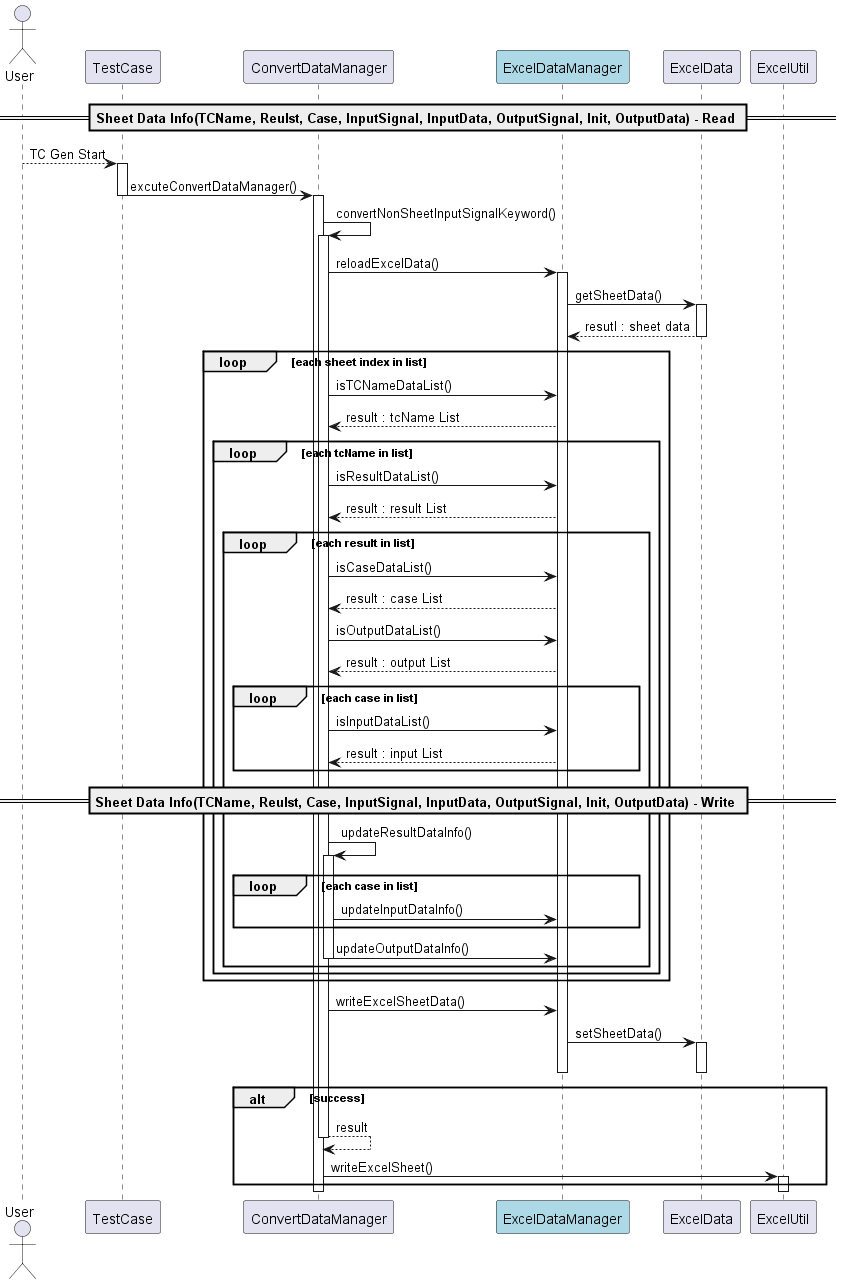 User
TestCase
ConvertDataManager
ExcelDataManager
ExcelData
ExcelUtil
Sheet Data Info(TCName, Reulst, Case, InputSignal, InputData, OutputSignal, Init, OutputData) - Read
TC Gen Start
excuteConvertDataManager()
convertNonSheetInputSignalKeyword()
reloadExcelData()
getSheetData()
resutl : sheet data
loop [each sheet index in list]
isTCNameDataList()
result : tcName List
loop [each tcName in list]
isResultDataList()
result : result List
loop [each result in list]
isCaseDataList()
result : case List
isOutputDataList()
result : output List
loop [each case in list]
isInputDataList()
result : input List
Sheet Data Info(TCName, Reulst, Case, InputSignal, InputData, OutputSignal, Init, OutputData) - Write
updateResultDataInfo()
loop [each case in list]
updateInputDataInfo()
updateOutputDataInfo()
writeExcelSheetData()
setSheetData()
alt [success]
result
writeExcelSheet()
User
TestCase
ConvertDataManager
ExcelDataManager
ExcelData
ExcelUtil